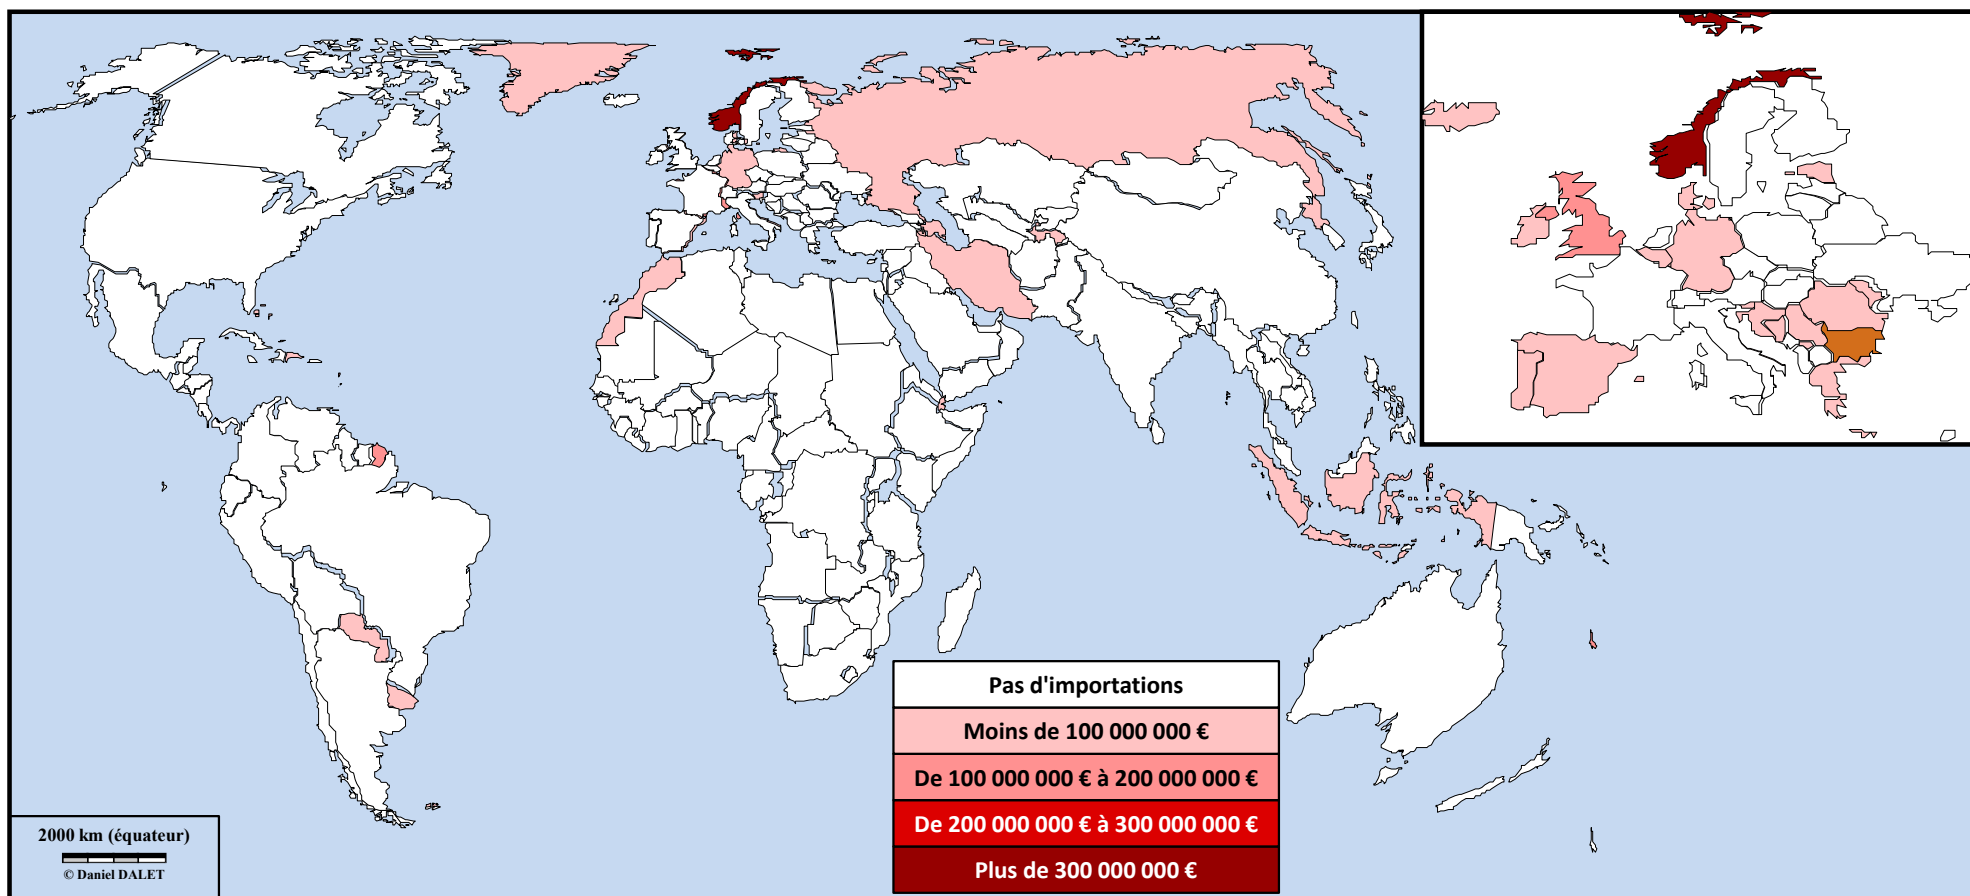 Pas d'importations
Moins de 100 000 000 €
De 100 000 000 € à 200 000 000 €
De 200 000 000 € à 300 000 000 €
Plus de 300 000 000 €
2000 km (équateur)
© Daniel DALET